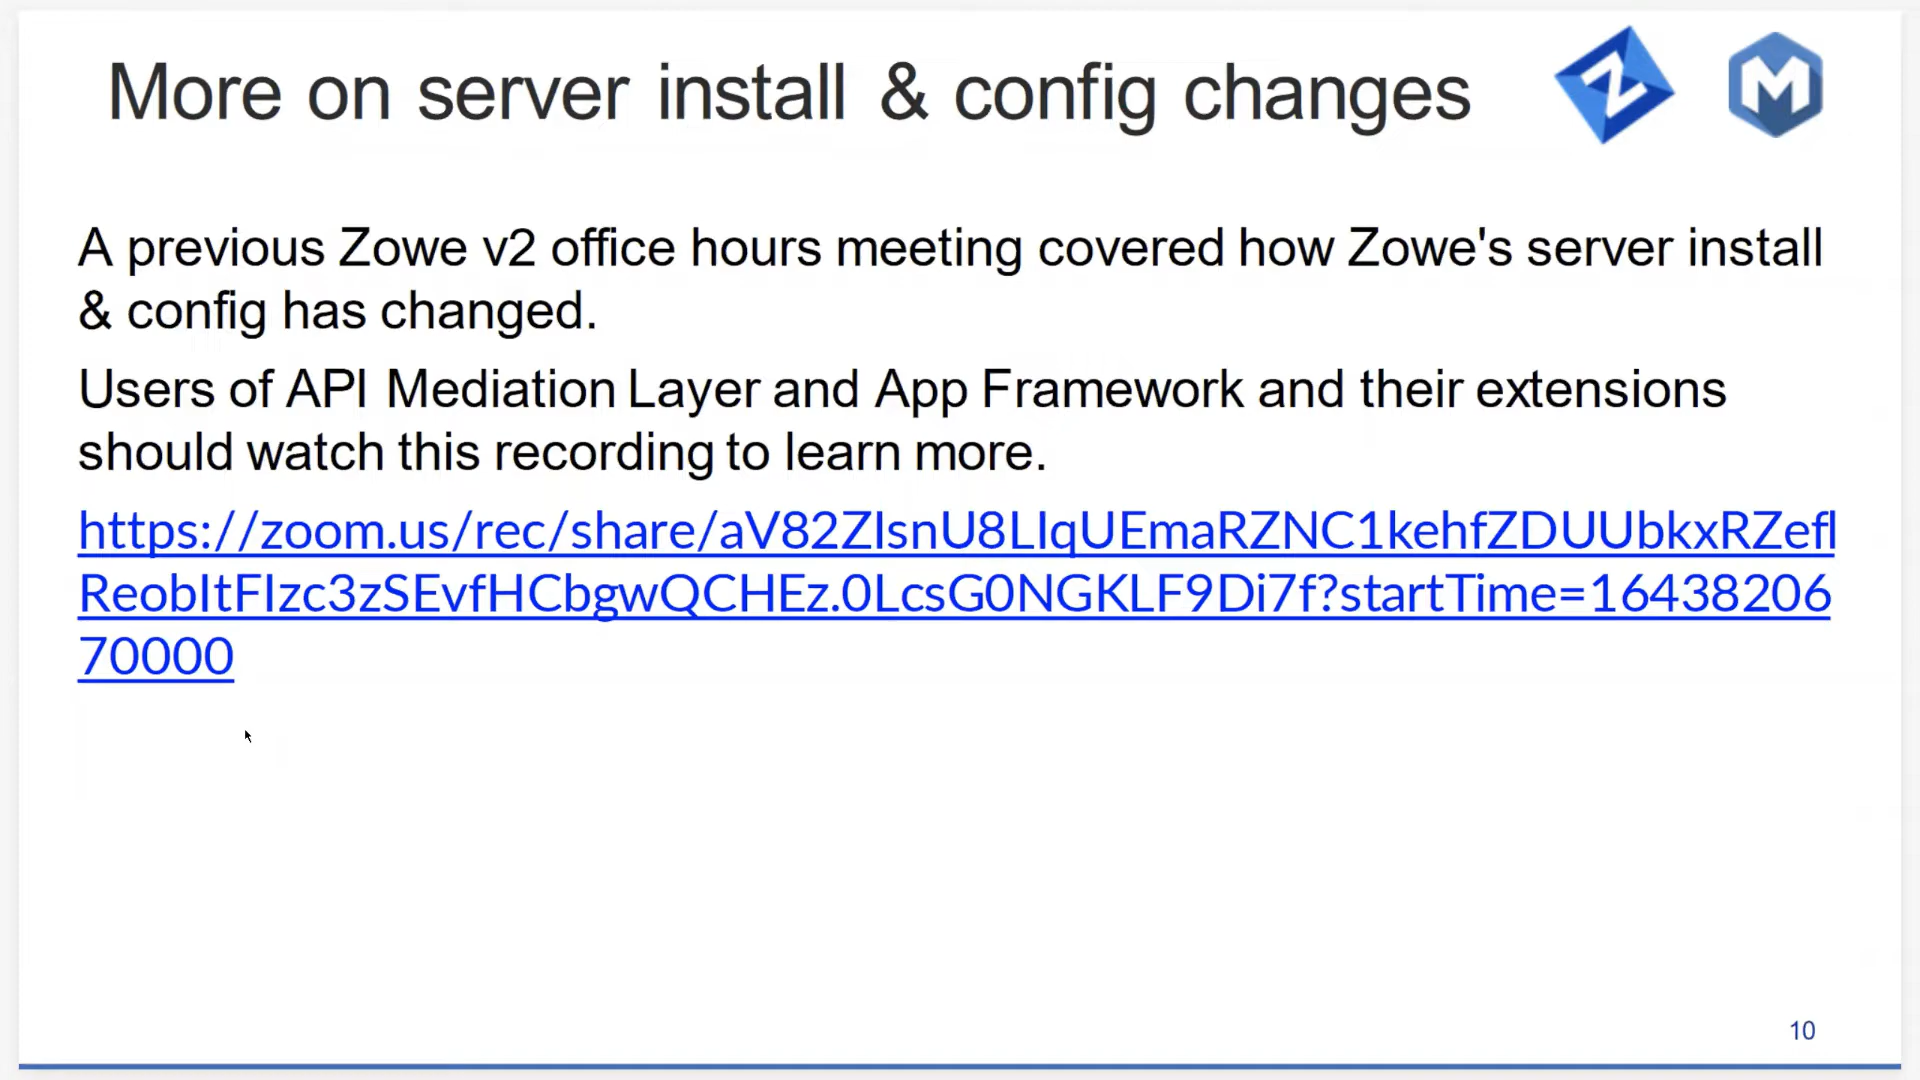 More on server install & config changes
A previous Zowe v2 office hours meeting covered how Zowe's server install
& config has changed.
Users of API Mediation Layer and App Framework and their extensions
should watch this recording to learn more.
https://zoom.us/rec/share/aV82ZIsnU8LIqUEmaRZNC1kehfZDUUbkxRZefl
ReobItFIzc3zSEvfHCbgwQCHEz.0LcsG0NGKLF9Di7f?startTime=16438206
70000
10